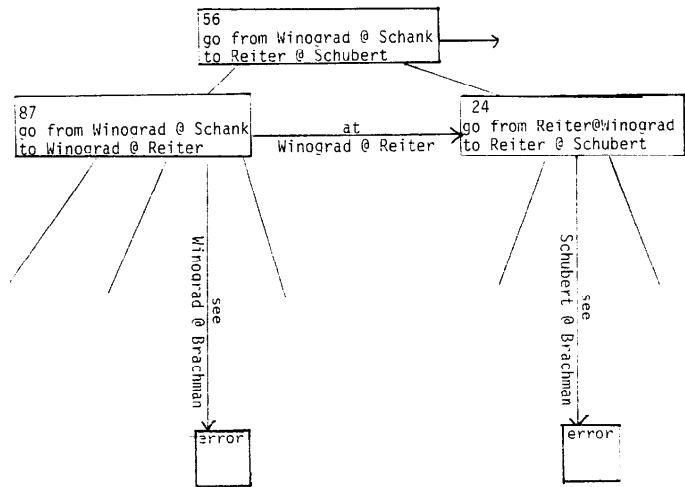 56
go from Winograd @ Schank
to Reiter @ Schubert
87
go from Winograd @ Schank
to Winograd @ Reiter
at
Winograd @ Reiter
24
go from Reiter@Winograd
to Reiter @ Schubert
see
Winograd @ Brachman
see
Schubert @ Brachman
error
error